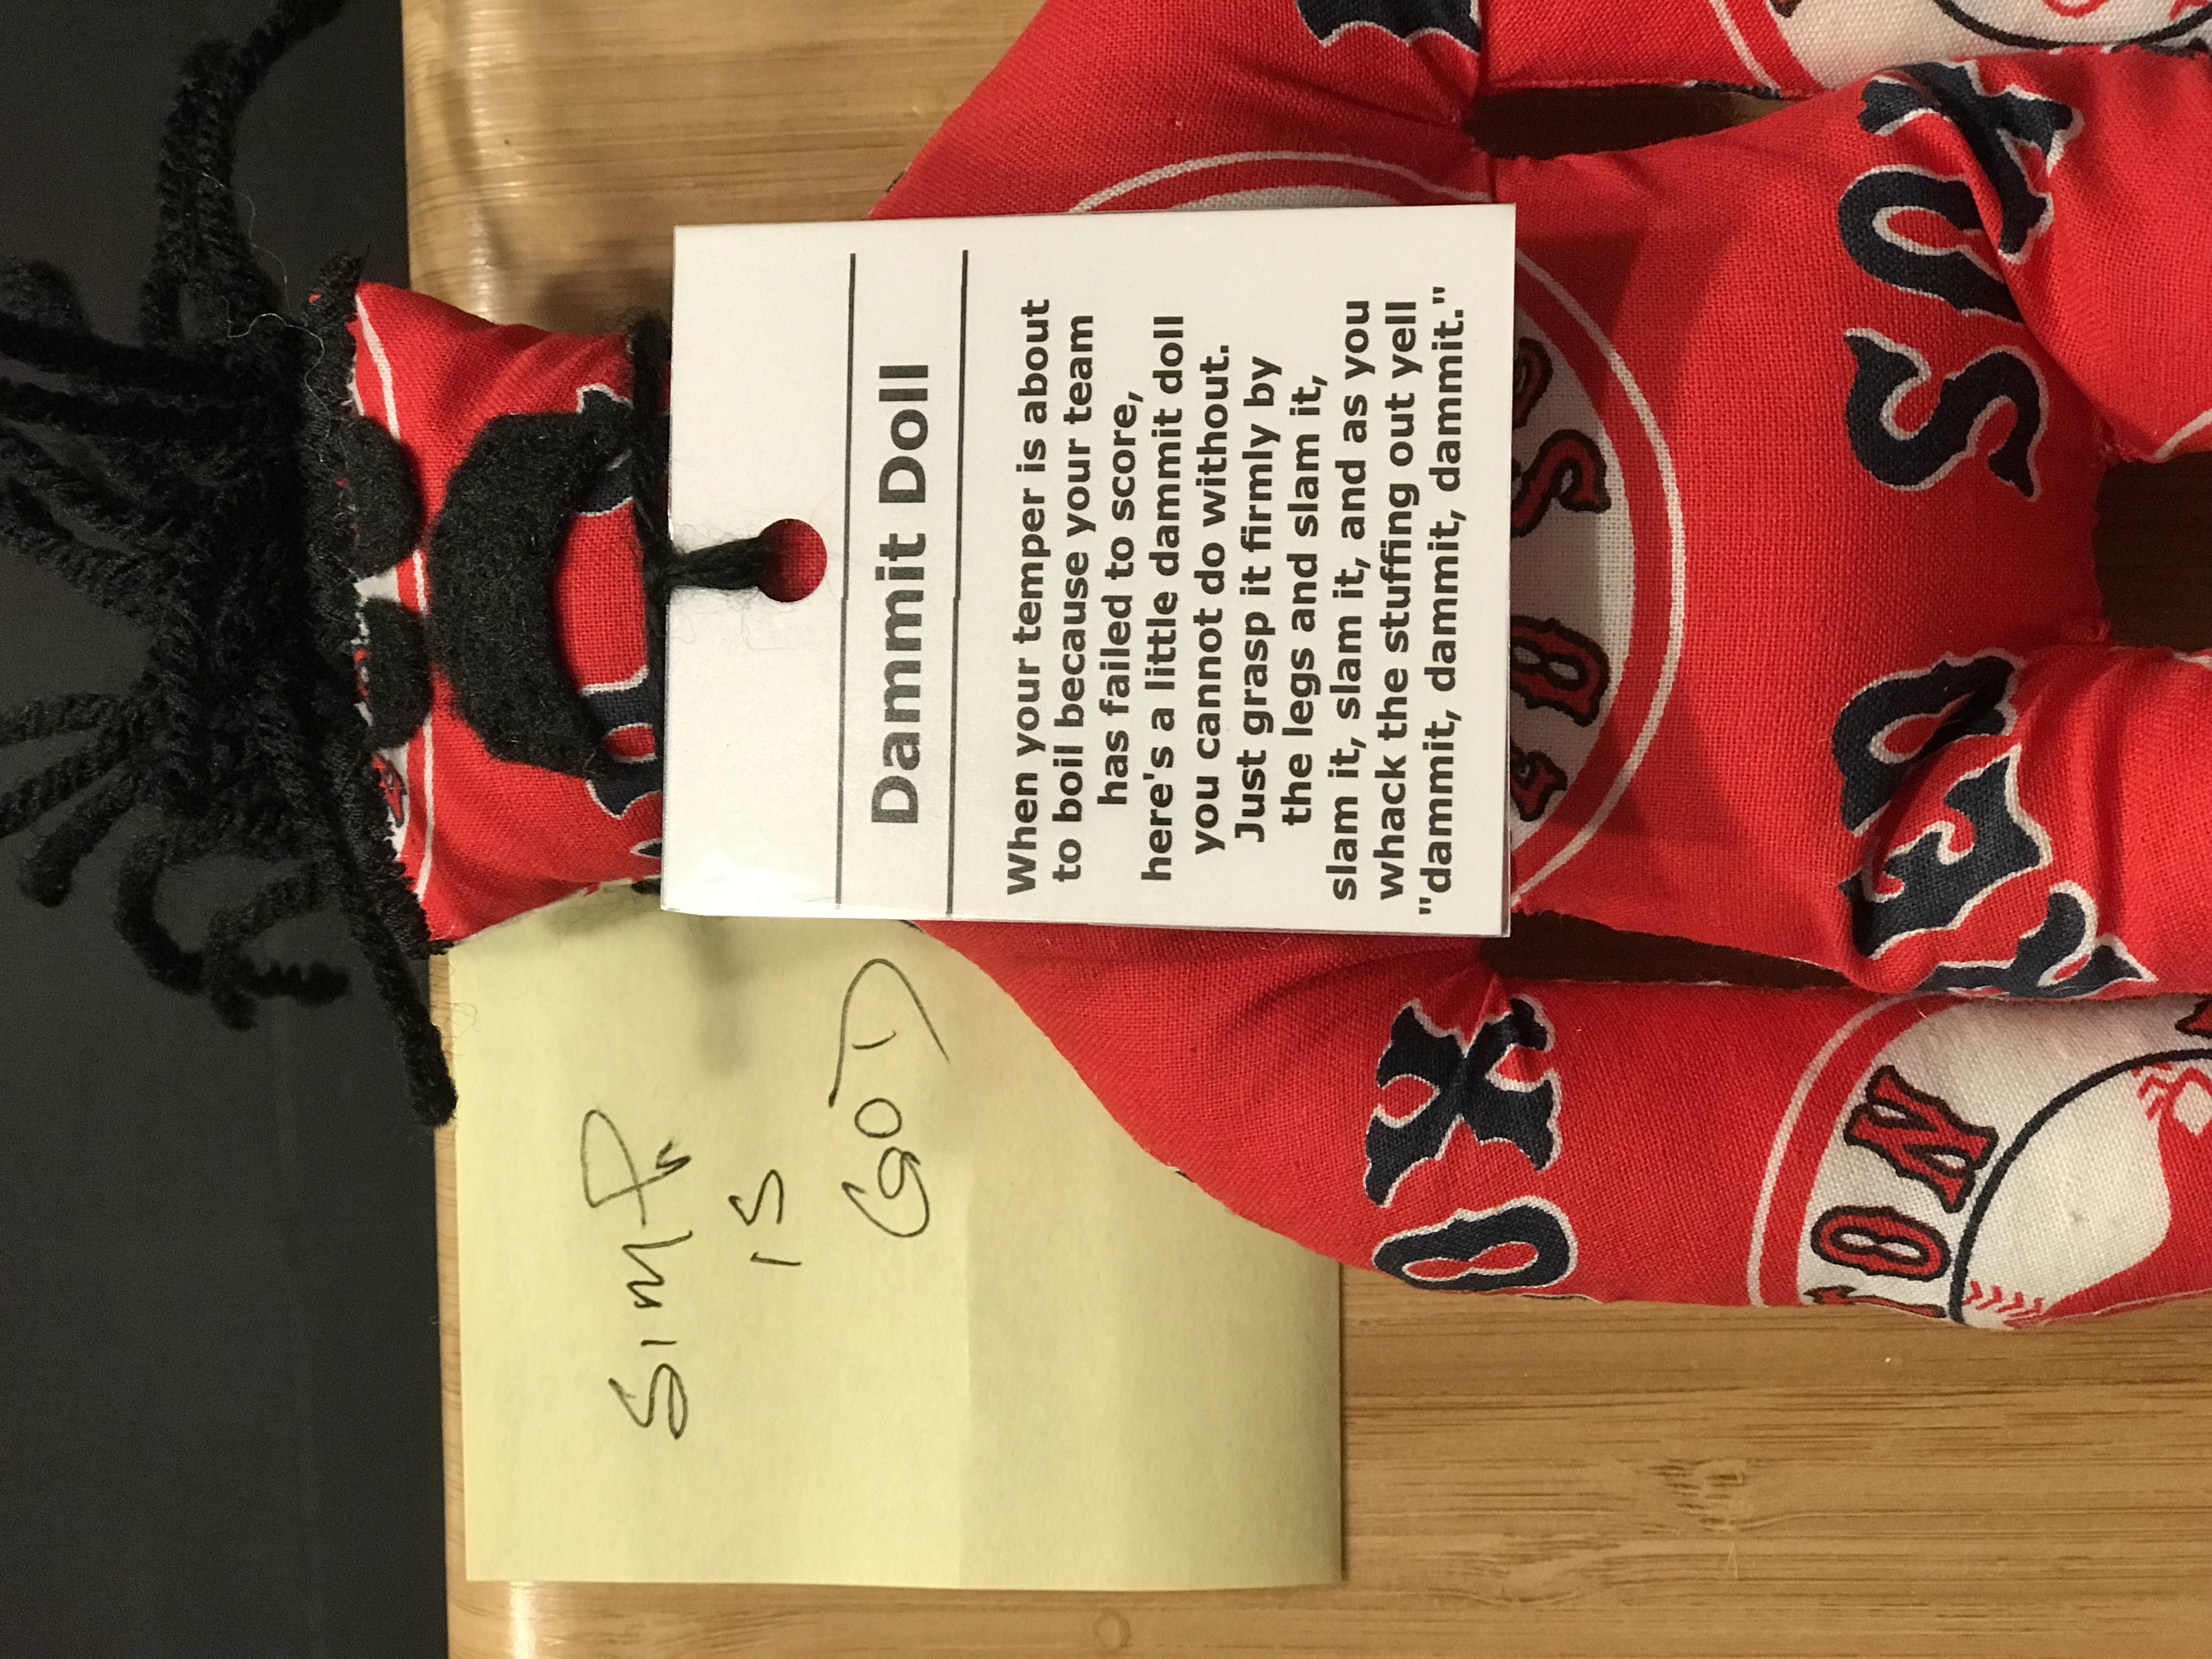 Dammit Doll
When your temper is about
to boil because your team
has failed to score,
here's a little dammit doll
you cannot do without.
Just grasp it firmly by
the legs and slam it,
slam it, slam it, and as you
whack the stuffing out yell
"dammit, dammit, dammit."
SIMP
IS
GOD
SOX
RED
OX
TON